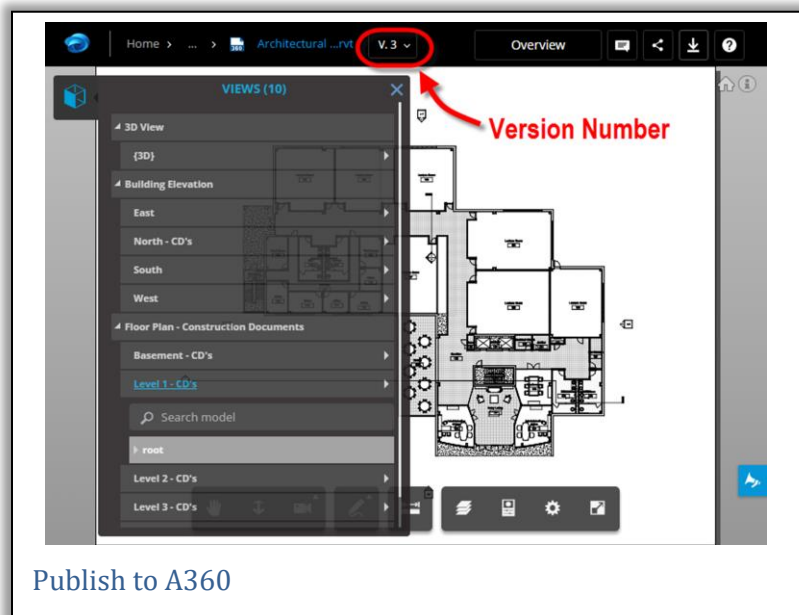 Home > ... > Architectural ...rvt V. 3 Overview
VIEWS (10)
Version Number
3D View
{3D}
Building Elevation
East
North - CD's
South
West
Floor Plan - Construction Documents
Basement - CD's
Level 1 - CD's
Search model
root
Level 2 - CD's
Level 3 - CD's
Publish to A360